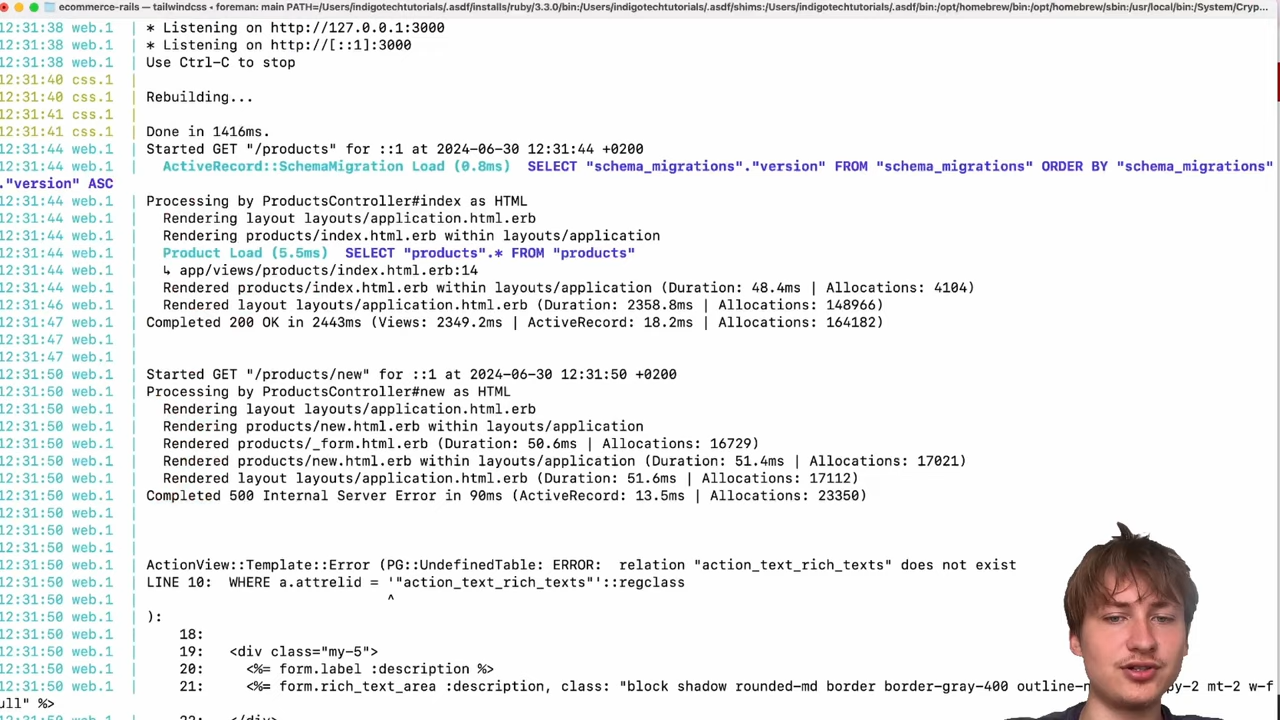 ecommerce-rails — tailwindcss • foreman: main PATH=/Users/indigotechtutorials/.asdf/installs/ruby/3.3.0/bin:/Users/indigotechtutorials/.asdf/shims:/Users/indigotechtutorials/.asdf/bin:/opt/homebrew/bin:/opt/homebrew/sbin:/usr/local/bin:/System/Cryp...
12:31:38 web.1 | * Listening on http://127.0.0.1:3000
12:31:38 web.1 | * Listening on http://[::1]:3000
12:31:38 web.1 | Use Ctrl-C to stop
12:31:40 css.1 |
12:31:40 css.1 | Rebuilding...
12:31:41 css.1 |
12:31:41 css.1 | Done in 1416ms.
12:31:44 web.1 | Started GET "/products" for ::1 at 2024-06-30 12:31:44 +0200
12:31:44 web.1 | ActiveRecord::SchemaMigration Load (0.8ms) SELECT "schema_migrations"."version" FROM "schema_migrations" ORDER BY "schema_migrations"
."version" ASC
12:31:44 web.1 | Processing by ProductsController#index as HTML
12:31:44 web.1 | Rendering layout layouts/application.html.erb
12:31:44 web.1 | Rendering products/index.html.erb within layouts/application
12:31:44 web.1 | Product Load (5.5ms) SELECT "products".* FROM "products"
12:31:44 web.1 | ↳ app/views/products/index.html.erb:14
12:31:44 web.1 | Rendered products/index.html.erb within layouts/application (Duration: 48.4ms | Allocations: 4104)
12:31:46 web.1 | Rendered layout layouts/application.html.erb (Duration: 2358.8ms | Allocations: 148966)
12:31:47 web.1 | Completed 200 OK in 2443ms (Views: 2349.2ms | ActiveRecord: 18.2ms | Allocations: 164182)
12:31:47 web.1 |
12:31:47 web.1 |
12:31:50 web.1 | Started GET "/products/new" for ::1 at 2024-06-30 12:31:50 +0200
12:31:50 web.1 | Processing by ProductsController#new as HTML
12:31:50 web.1 | Rendering layout layouts/application.html.erb
12:31:50 web.1 | Rendering products/new.html.erb within layouts/application
12:31:50 web.1 | Rendered products/_form.html.erb (Duration: 50.6ms | Allocations: 16729)
12:31:50 web.1 | Rendered products/new.html.erb within layouts/application (Duration: 51.4ms | Allocations: 17021)
12:31:50 web.1 | Rendered layout layouts/application.html.erb (Duration: 51.6ms | Allocations: 17112)
12:31:50 web.1 | Completed 500 Internal Server Error in 90ms (ActiveRecord: 13.5ms | Allocations: 23350)
12:31:50 web.1 |
12:31:50 web.1 |
12:31:50 web.1 |
12:31:50 web.1 | ActionView::Template::Error (PG::UndefinedTable: ERROR: relation "action_text_rich_texts" does not exist
12:31:50 web.1 | LINE 10: WHERE a.attrelid = '"action_text_rich_texts"'::regclass
12:31:50 web.1 | ^
12:31:50 web.1 | ):
12:31:50 web.1 | 18:
12:31:50 web.1 | 19: <div class="my-5">
12:31:50 web.1 | 20: <%= form.label :description %>
12:31:50 web.1 | 21: <%= form.rich_text_area :description, class: "block shadow rounded-md border border-gray-400 py-2 mt-2 w-f
ull" %>
12:31:50 web.1 | 22: </div>